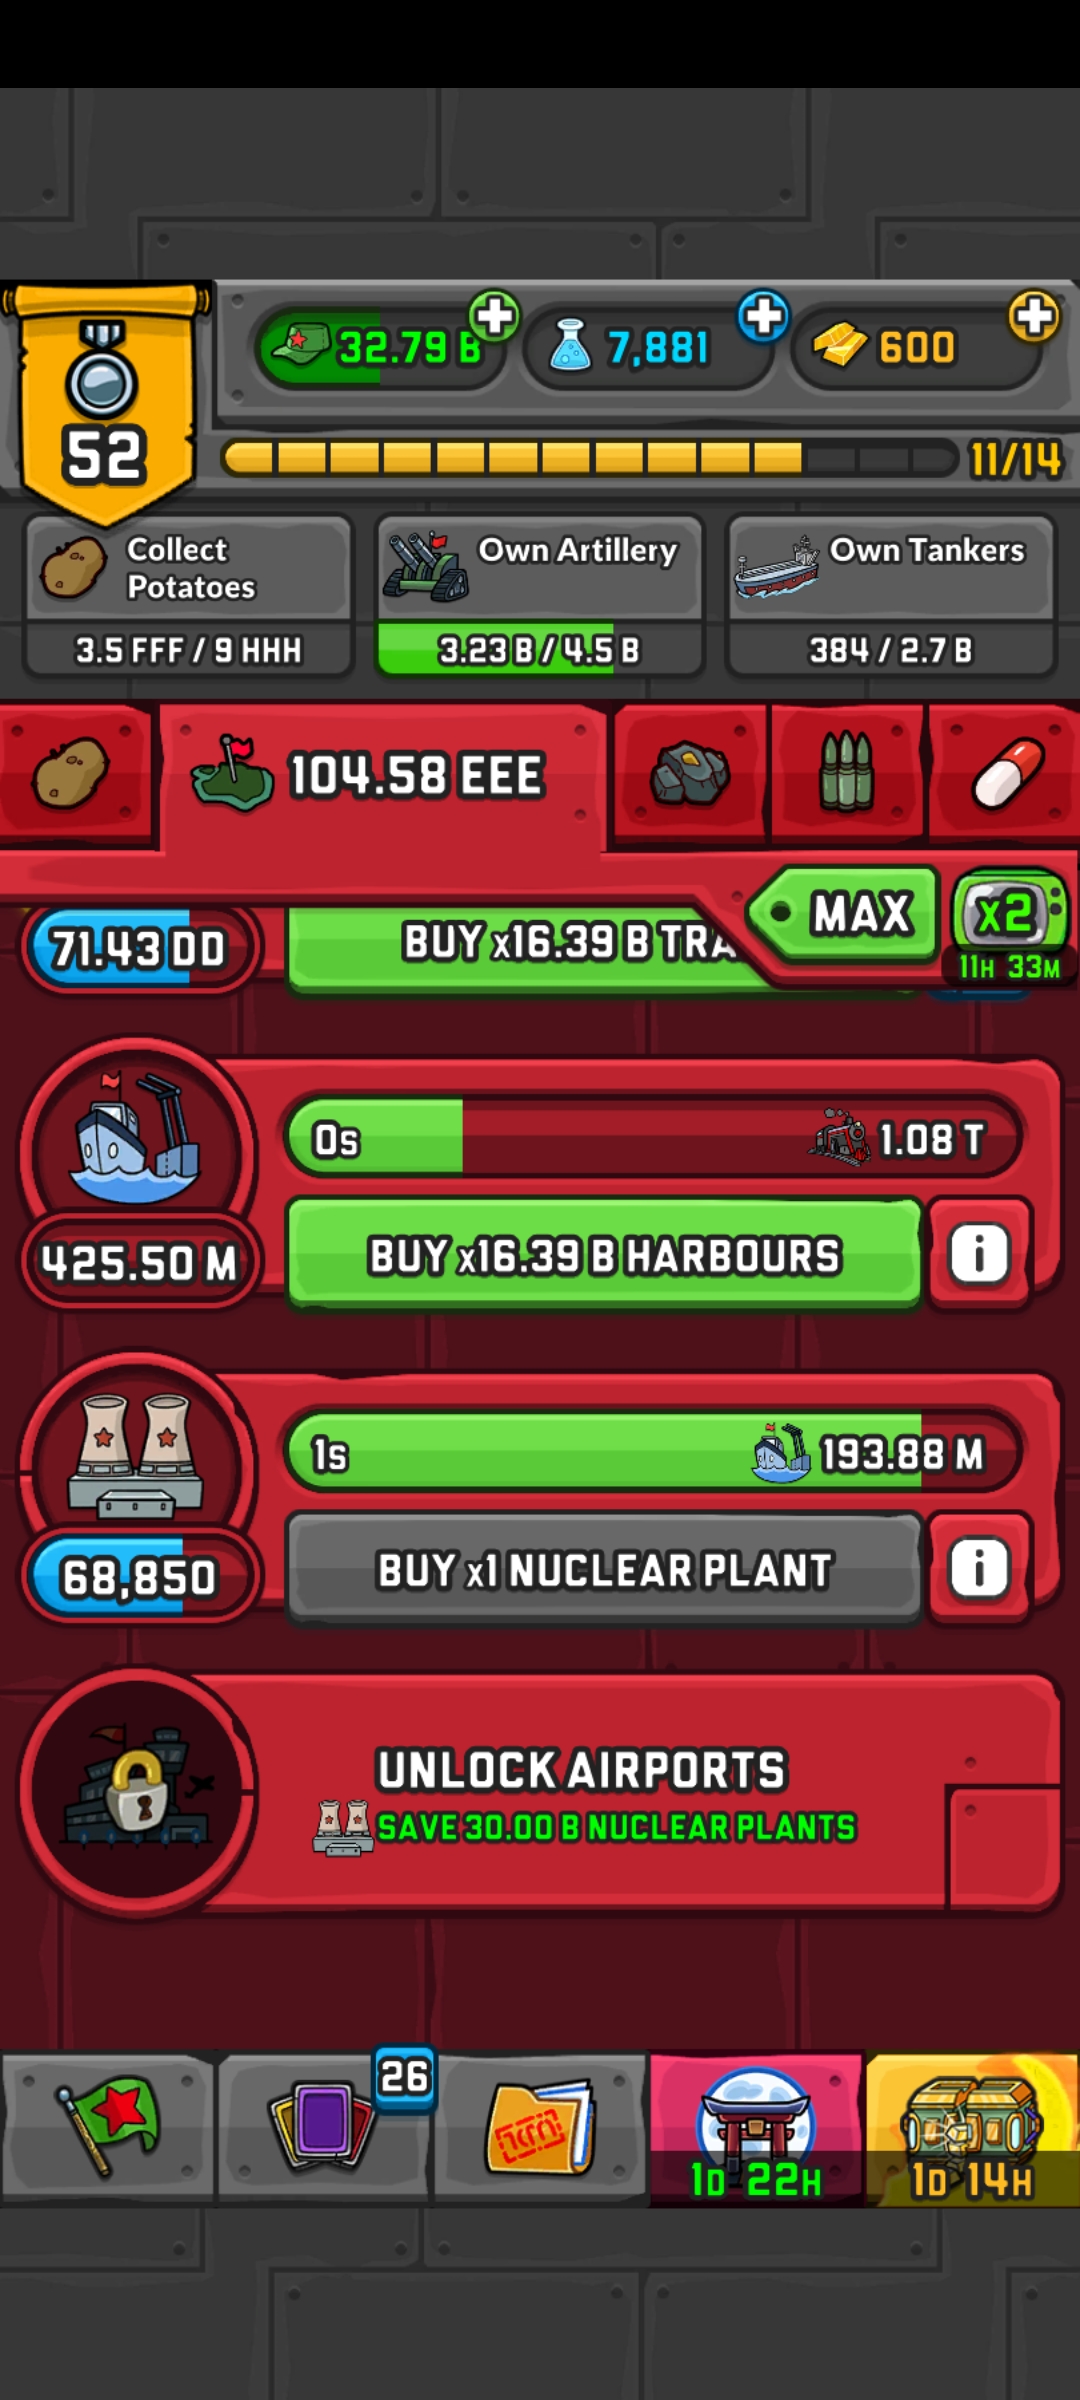 32.79 B
7,881
600
52
11/14
Collect
Potatoes
3.5 FFF / 9 HHH
Own Artillery
3.23 B / 4.5 B
Own Tankers
384 / 2.7 B
104.58 EEE
MAX
x2
11H 33M
71.43 DD
BUY x16.39 B TRA
0s
1.08 T
425.50 M
BUY x16.39 B HARBOURS
i
1s
193.88 M
68,850
BUY x1 NUCLEAR PLANT
i
UNLOCK AIRPORTS
SAVE 30.00 B NUCLEAR PLANTS
26
1D 22H
1D 14H